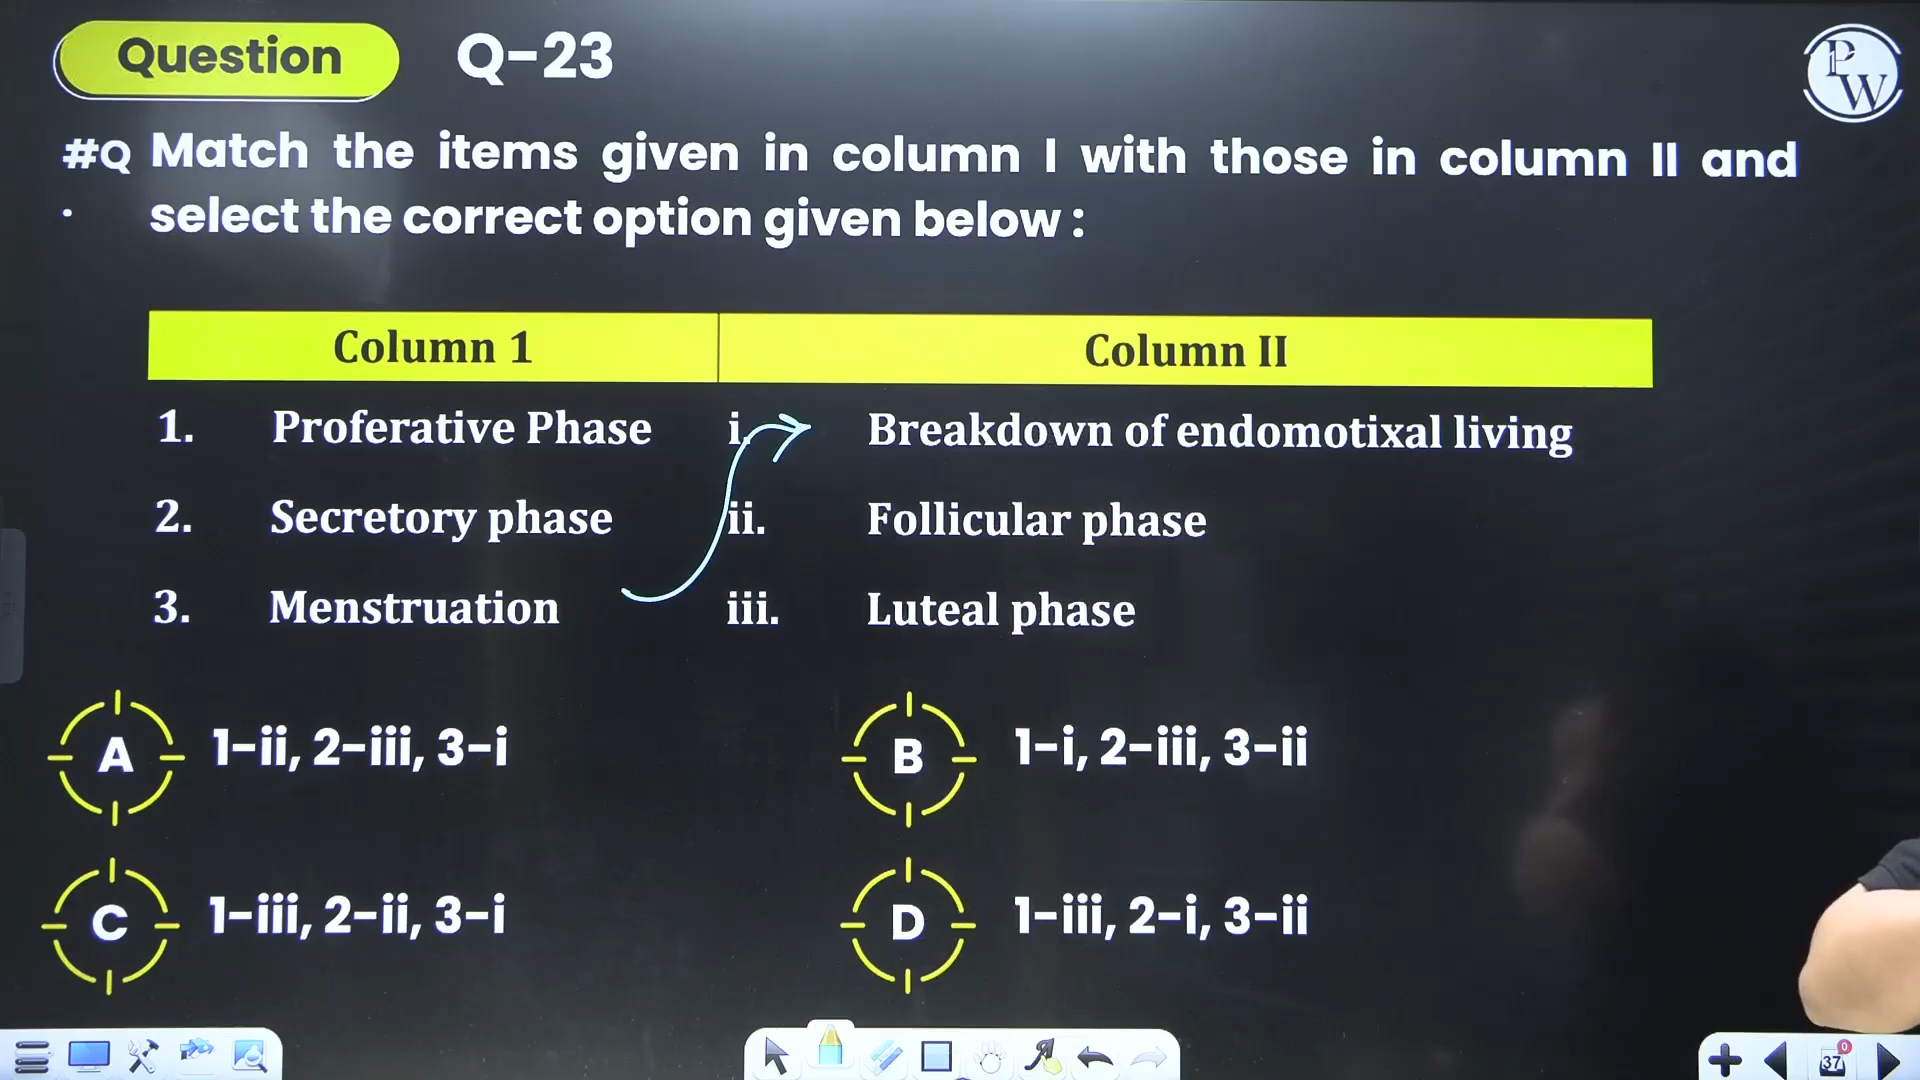 Question Q-23
PW
#Q Match the items given in column I with those in column II and
. select the correct option given below :
Column 1 Column II
1. Proferative Phase i. Breakdown of endomotixal living
2. Secretory phase ii. Follicular phase
3. Menstruation iii. Luteal phase
A 1-ii, 2-iii, 3-i B 1-i, 2-iii, 3-ii
C 1-iii, 2-ii, 3-i D 1-iii, 2-i, 3-ii
37 0